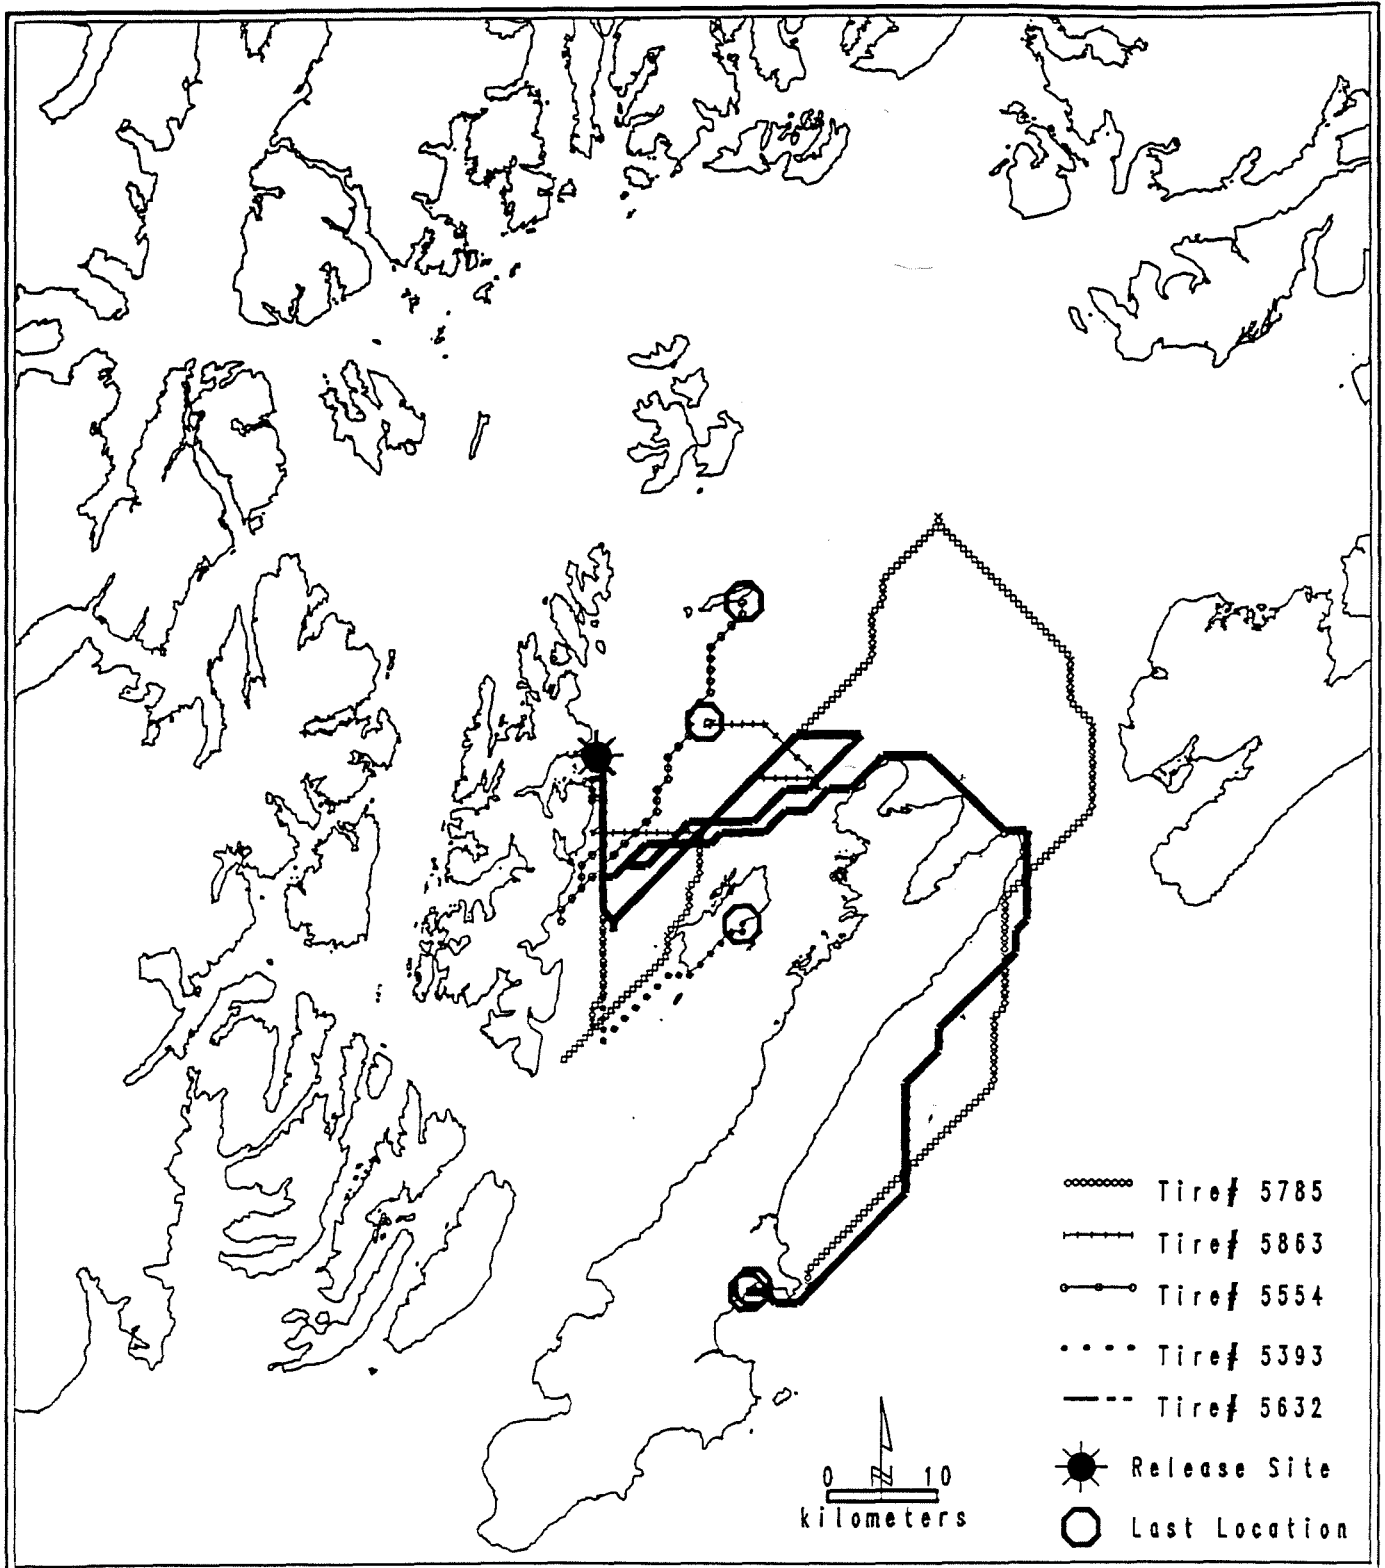 Tire# 5785
Tire# 5863
Tire# 5554
Tire# 5393
Tire# 5632
Release Site
Last Location
0 N 10
kilometers